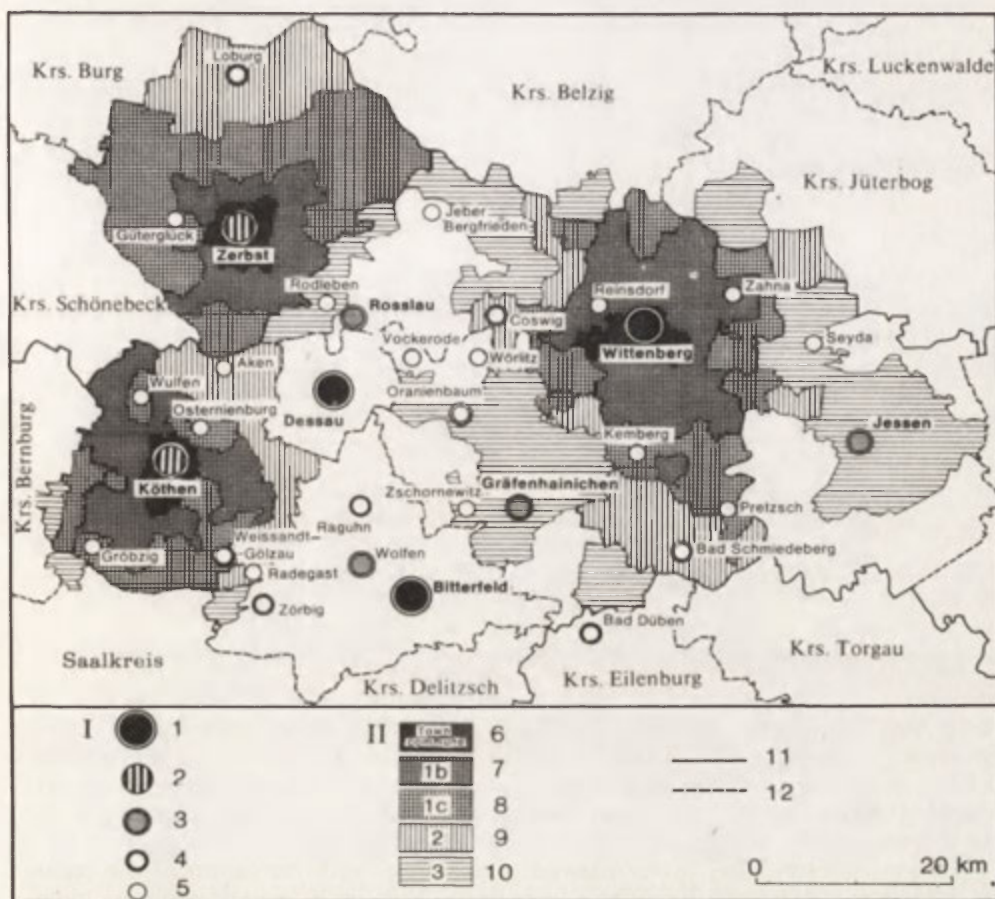 Krs. Burg
Loburg
Krs. Belzig
Krs. Luckenwalde
Krs. Jüterbog
Jeber
Bergfrieden
Güterglück
Zerbst
Krs. Schönebeck
Rodleben
Rosslau
Coswig
Reinsdorf
Zahna
Wittenberg
Seyda
Vockerode
Wörlitz
Aken
Wulfen
Osternienburg
Dessau
Oranienbaum
Krs. Bernburg
Köthen
Kemberg
Jessen
Gräfenhainichen
Zschornewitz
Raguhn
Pretzsch
Gröbzig
Weissandt-
Gölzau
Wolfen
Bad Schmiedeberg
Radegast
Bitterfeld
Zörbig
Bad Düben
Saalkreis
Krs. Delitzsch
Krs. Eilenburg
Krs. Torgau
I 1
2
3
4
5
II Town commune 6
1b 7
1c 8
2 9
3 10
11
12
0 20 km